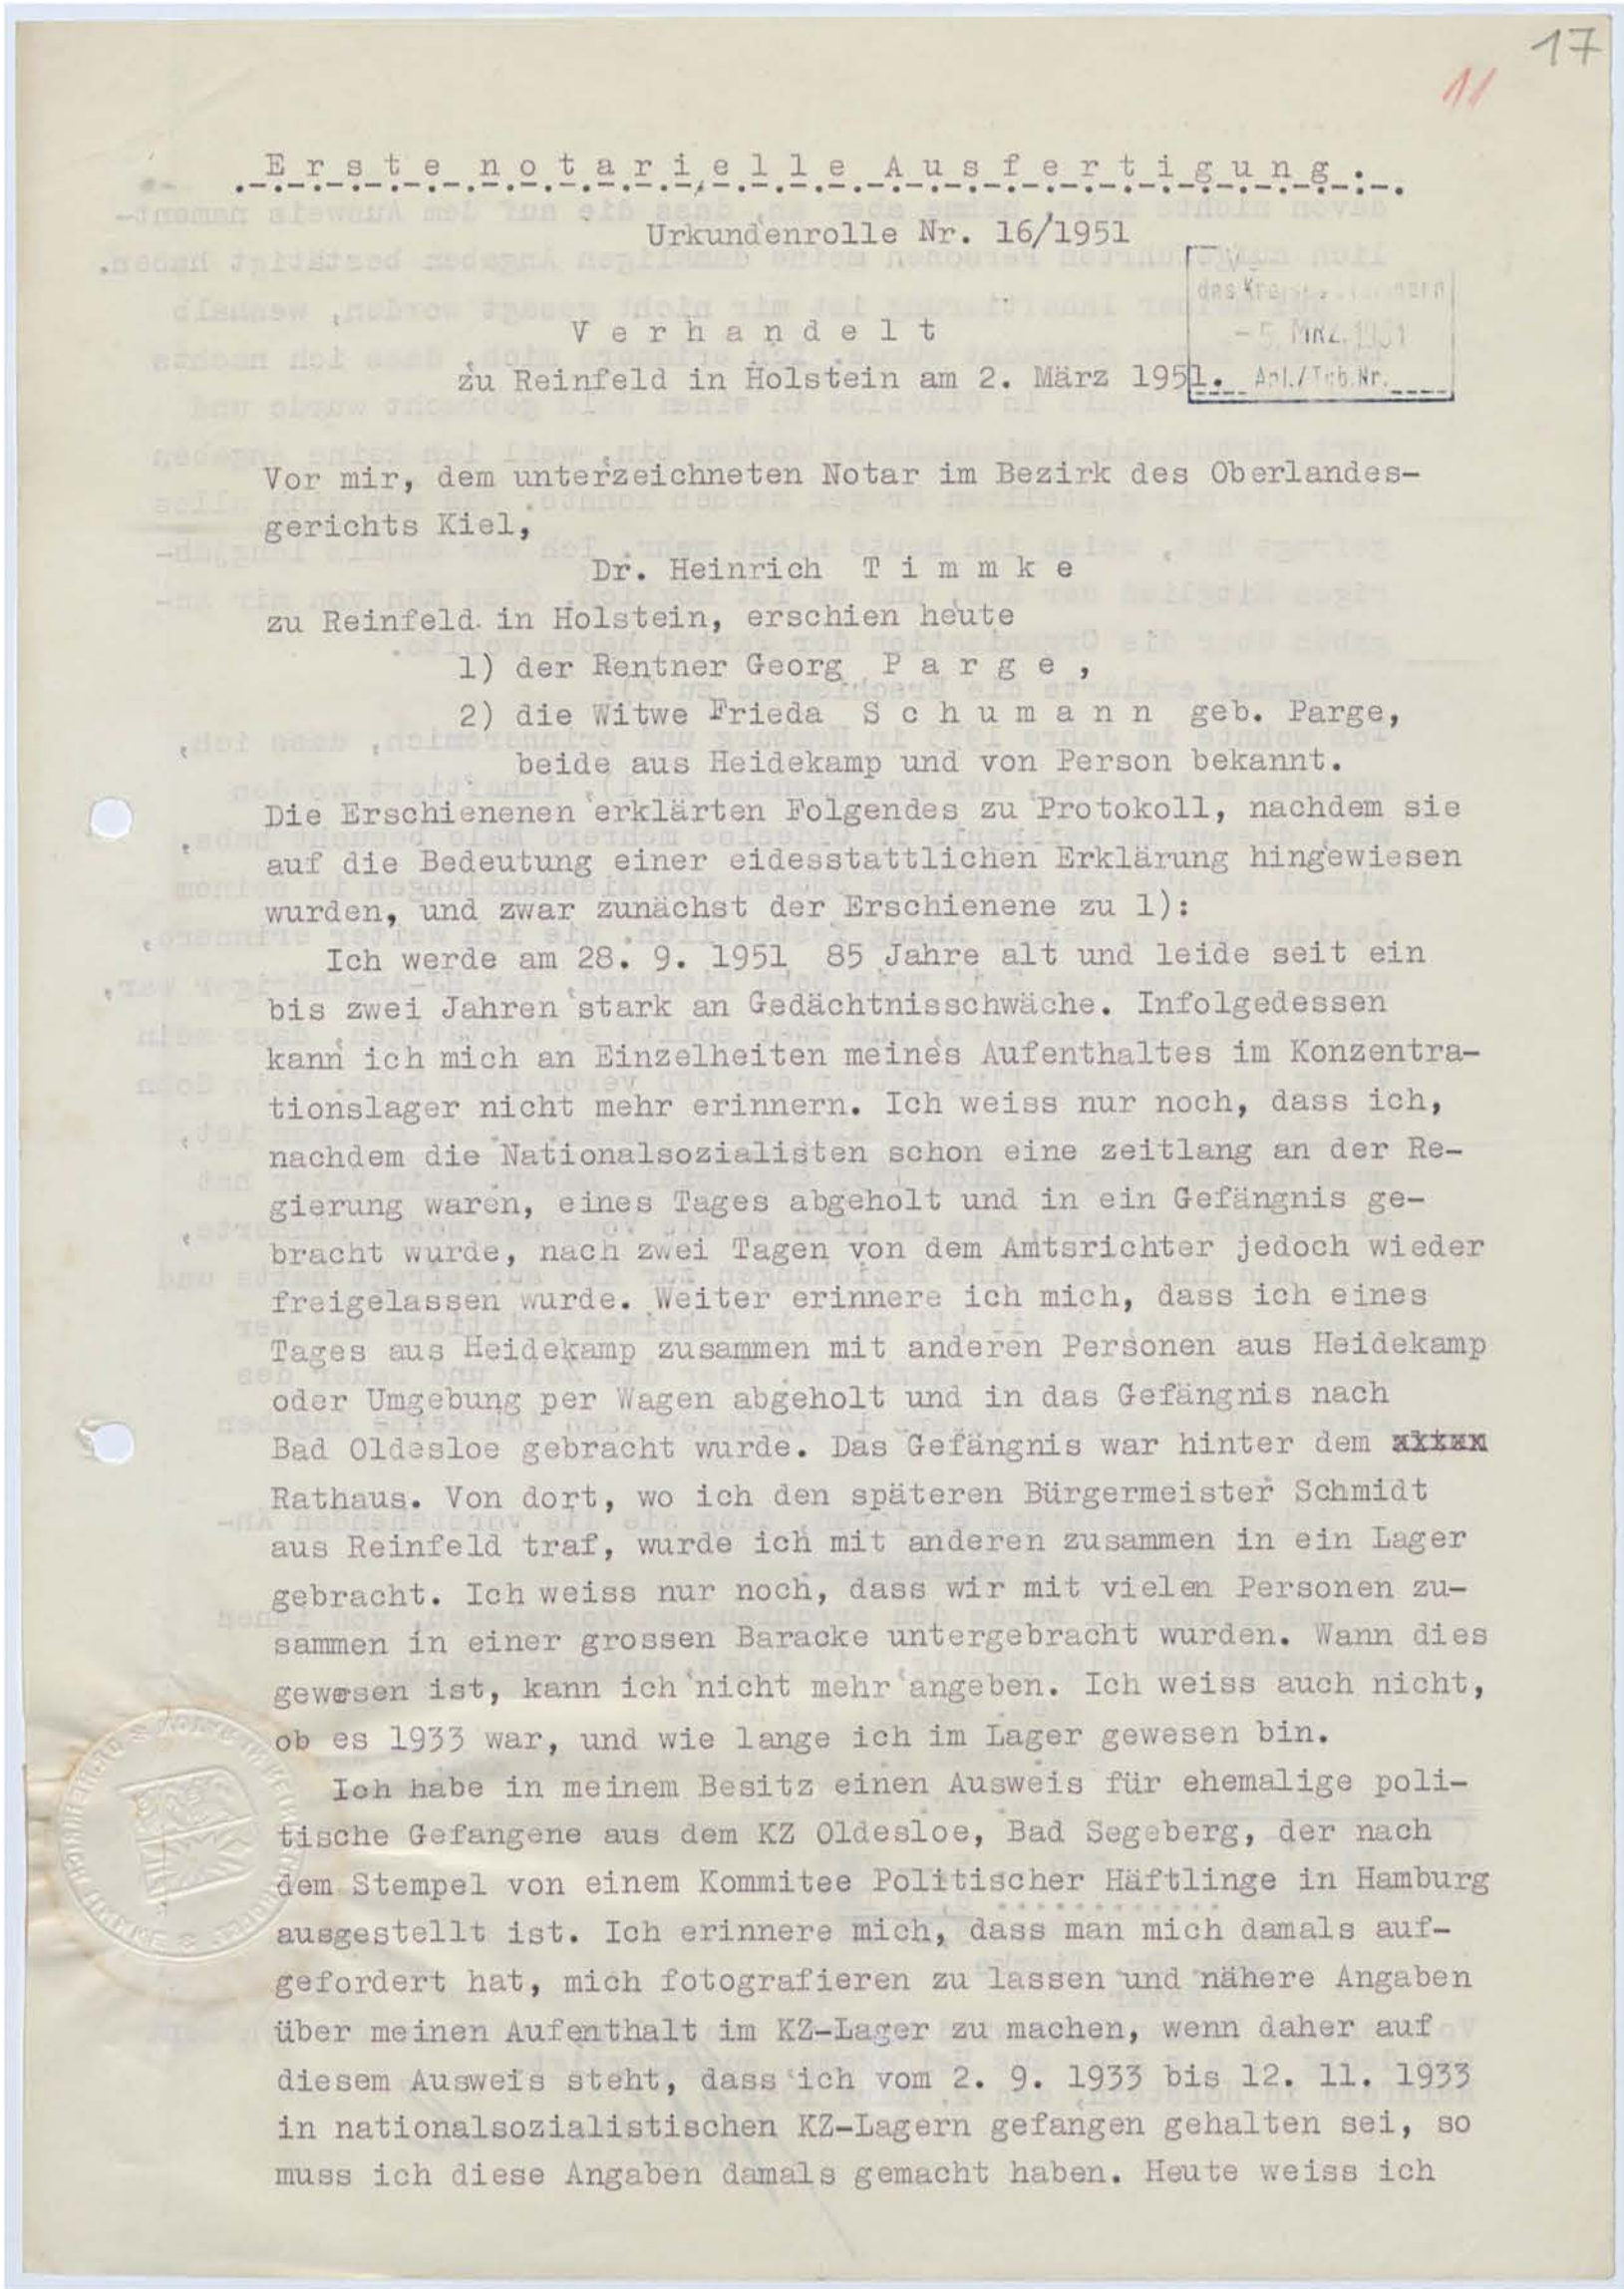 17
11
Erste notarielle Ausfertigung.
Urkundenrolle Nr. 16/1951
des
- 5. MRZ. 1951
Verhandelt
zu Reinfeld in Holstein am 2. März 1951.
Abl./Tgb.Nr.
Vor mir, dem unterzeichneten Notar im Bezirk des Oberlandes-
gerichts Kiel,
Dr. Heinrich Timmke
zu Reinfeld in Holstein, erschien heute
1) der Rentner Georg Parge,
2) die Witwe Frieda Schumann geb. Parge,
beide aus Heidekamp und von Person bekannt.
Die Erschienenen erklärten Folgendes zu Protokoll, nachdem sie
auf die Bedeutung einer eidesstattlichen Erklärung hingewiesen
wurden, und zwar zunächst der Erschienene zu 1):
Ich werde am 28. 9. 1951 85 Jahre alt und leide seit ein
bis zwei Jahren stark an Gedächtnisschwäche. Infolgedessen
kann ich mich an Einzelheiten meines Aufenthaltes im Konzentra-
tionslager nicht mehr erinnern. Ich weiss nur noch, dass ich,
nachdem die Nationalsozialisten schon eine zeitlang an der Re-
gierung waren, eines Tages abgeholt und in ein Gefängnis ge-
bracht wurde, nach zwei Tagen von dem Amtsrichter jedoch wieder
freigelassen wurde. Weiter erinnere ich mich, dass ich eines
Tages aus Heidekamp zusammen mit anderen Personen aus Heidekamp
oder Umgebung per Wagen abgeholt und in das Gefängnis nach
Bad Oldesloe gebracht wurde. Das Gefängnis war hinter dem
Rathaus. Von dort, wo ich den späteren Bürgermeister Schmidt
aus Reinfeld traf, wurde ich mit anderen zusammen in ein Lager
gebracht. Ich weiss nur noch, dass wir mit vielen Personen zu-
sammen in einer grossen Baracke untergebracht wurden. Wann dies
gewesen ist, kann ich nicht mehr angeben. Ich weiss auch nicht,
ob es 1933 war, und wie lange ich im Lager gewesen bin.
Ich habe in meinem Besitz einen Ausweis für ehemalige poli-
tische Gefangene aus dem KZ Oldesloe, Bad Segeberg, der nach
dem Stempel von einem Kommitee Politischer Häftlinge in Hamburg
ausgestellt ist. Ich erinnere mich, dass man mich damals auf-
gefordert hat, mich fotografieren zu lassen und nähere Angaben
über meinen Aufenthalt im KZ-Lager zu machen, wenn daher auf
diesem Ausweis steht, dass ich vom 2. 9. 1933 bis 12. 11. 1933
in nationalsozialistischen KZ-Lagern gefangen gehalten sei, so
muss ich diese Angaben damals gemacht haben. Heute weiss ich